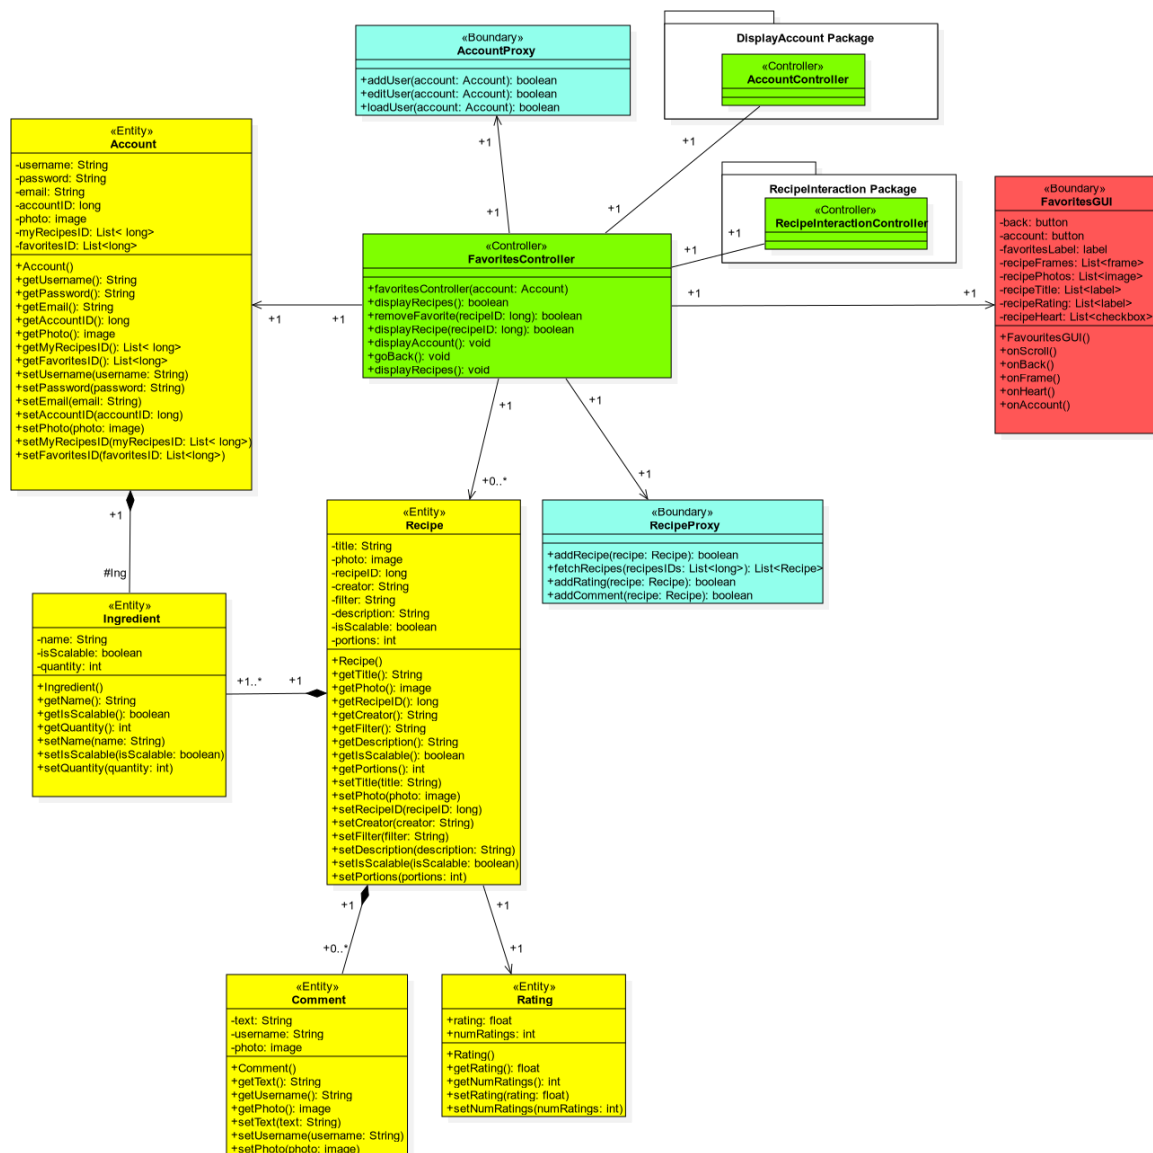 «Boundary»
AccountProxy
+addUser(account: Account): boolean
+editUser(account: Account): boolean
+loadUser(account: Account): boolean
DisplayAccount Package
«Controller»
AccountController
+1
+1
«Entity»
Account
-username: String
-password: String
-email: String
-accountID: long
-photo: image
-myRecipesID: List< long>
-favoritesID: List<long>
+Account()
+getUsername(): String
+getPassword(): String
+getEmail(): String
+getAccountID(): long
+getPhoto(): image
+getMyRecipesID(): List< long>
+getFavoritesID(): List<long>
+setUsername(username: String)
+setPassword(password: String)
+setEmail(email: String)
+setAccountID(accountID: long)
+setPhoto(photo: image)
+setMyRecipesID(myRecipesID: List< long>)
+setFavoritesID(favoritesID: List<long>)
RecipeInteraction Package
«Controller»
RecipeInteractionController
+1
+1
+1
+1
«Controller»
FavoritesController
+favoritesController(account: Account)
+displayRecipes(): boolean
+removeFavorite(recipeID: long): boolean
+displayRecipe(recipeID: long): boolean
+displayAccount(): void
+goBack(): void
+displayRecipes(): void
+1
+1
+1
+1
«Boundary»
FavoritesGUI
-back: button
-account: button
-favoritesLabel: label
-recipeFrames: List<frame>
-recipePhotos: List<image>
-recipeTitle: List<label>
-recipeRating: List<label>
-recipeHeart: List<checkbox>
+FavouritesGUI()
+onScroll()
+onBack()
+onFrame()
+onHeart()
+onAccount()
+1
+1
+0..*
+1
+1
#Ing
«Entity»
Recipe
-title: String
-photo: image
-recipeID: long
-creator: String
-filter: String
-description: String
-isScalable: boolean
-portions: int
+Recipe()
+getTitle(): String
+getPhoto(): image
+getRecipeID(): long
+getCreator(): String
+getFilter(): String
+getDescription(): String
+getIsScalable(): boolean
+getPortions(): int
+setTitle(title: String)
+setPhoto(photo: image)
+setRecipeID(recipeID: long)
+setCreator(creator: String)
+setFilter(filter: String)
+setDescription(description: String)
+setIsScalable(isScalable: boolean)
+setPortions(portions: int)
«Boundary»
RecipeProxy
+addRecipe(recipe: Recipe): boolean
+fetchRecipes(recipesIDs: List<long>): List<Recipe>
+addRating(recipe: Recipe): boolean
+addComment(recipe: Recipe): boolean
«Entity»
Ingredient
-name: String
-isScalable: boolean
-quantity: int
+Ingredient()
+getName(): String
+getIsScalable(): boolean
+getQuantity(): int
+setName(name: String)
+setIsScalable(isScalable: boolean)
+setQuantity(quantity: int)
+1..*
+1
+1
+1
+0..*
+1
«Entity»
Comment
-text: String
-username: String
-photo: image
+Comment()
+getText(): String
+getUsername(): String
+getPhoto(): image
+setText(text: String)
+setUsername(username: String)
+setPhoto(photo: image)
«Entity»
Rating
+rating: float
+numRatings: int
+Rating()
+getRating(): float
+getNumRatings(): int
+setRating(rating: float)
+setNumRatings(numRatings: int)